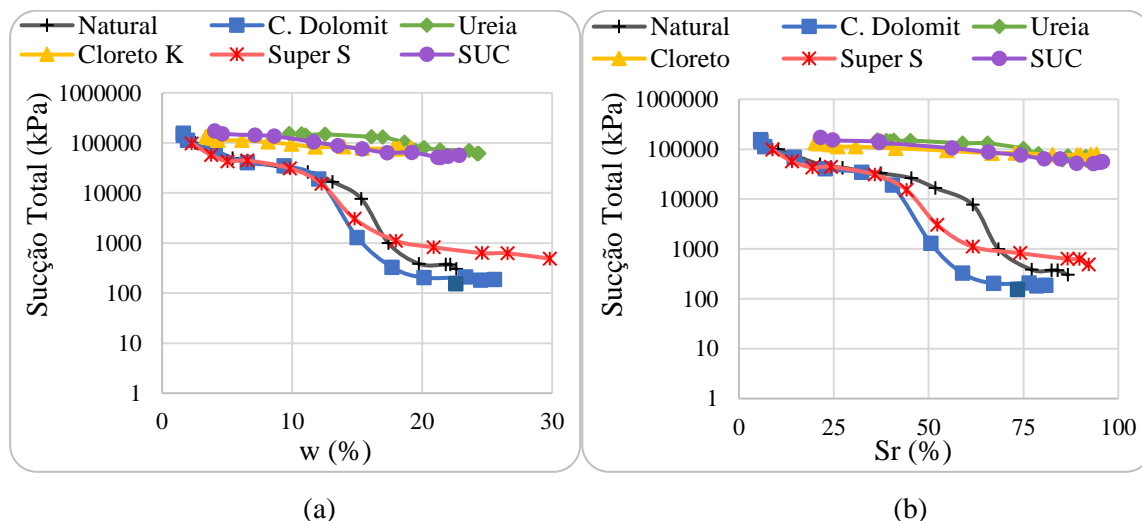 Natural C. Dolomit Ureia
Cloreto K Super S SUC
1000000
100000
10000
1000
100
10
1
Sucção Total (kPa)
0 10 20 30
w (%)
(a)
Natural C. Dolomit Ureia
Cloreto Super S SUC
1000000
100000
10000
1000
100
10
1
Sucção Total (kPa)
0 25 50 75 100
Sr (%)
(b)